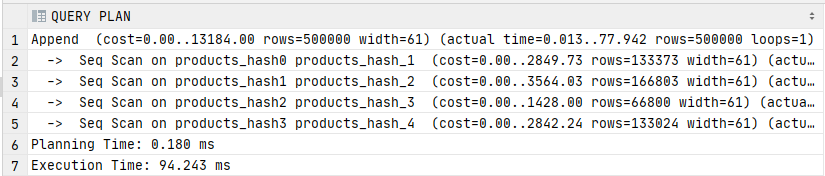 QUERY PLAN
1 Append  (cost=0.00..13184.00 rows=500000 width=61) (actual time=0.013..77.942 rows=500000 loops=1)
2   ->  Seq Scan on products_hash0 products_hash_1  (cost=0.00..2849.73 rows=133373 width=61) (actu…
3   ->  Seq Scan on products_hash1 products_hash_2  (cost=0.00..3564.03 rows=166803 width=61) (actu…
4   ->  Seq Scan on products_hash2 products_hash_3  (cost=0.00..1428.00 rows=66800 width=61) (actua…
5   ->  Seq Scan on products_hash3 products_hash_4  (cost=0.00..2842.24 rows=133024 width=61) (actu…
6 Planning Time: 0.180 ms
7 Execution Time: 94.243 ms